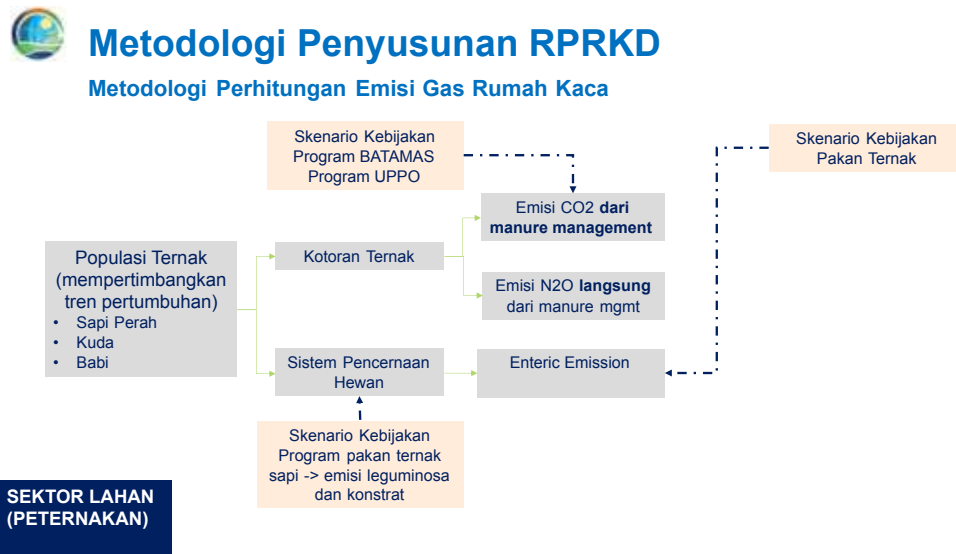 Metodologi Penyusunan RPRKD
Metodologi Perhitungan Emisi Gas Rumah Kaca
Skenario Kebijakan
Program BATAMAS
Program UPPO
Skenario Kebijakan
Pakan Ternak
Emisi CO2 dari
manure management
Populasi Ternak
(mempertimbangkan
tren pertumbuhan)
• Sapi Perah
• Kuda
• Babi
Kotoran Ternak
Emisi N2O langsung
dari manure mgmt
Sistem Pencernaan
Hewan
Enteric Emission
Skenario Kebijakan
Program pakan ternak
sapi -> emisi leguminosa
dan konstrat
SEKTOR LAHAN
(PETERNAKAN)